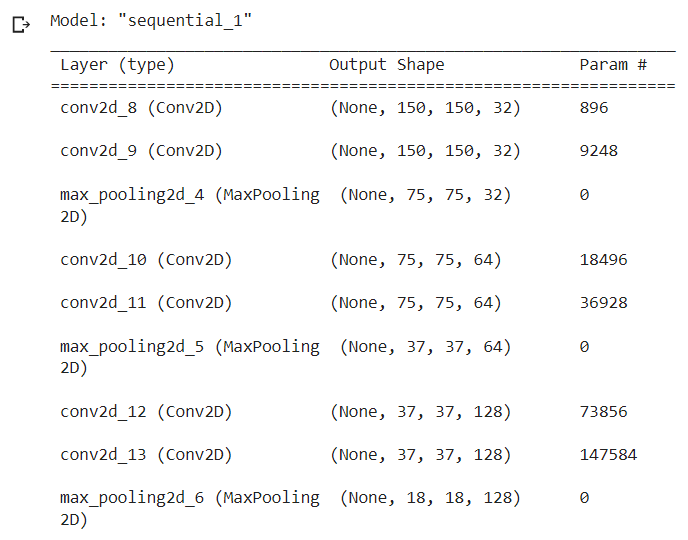 Model: "sequential_1"
_________________________________________________________________
Layer (type) Output Shape Param #
=================================================================
conv2d_8 (Conv2D) (None, 150, 150, 32) 896
conv2d_9 (Conv2D) (None, 150, 150, 32) 9248
max_pooling2d_4 (MaxPooling (None, 75, 75, 32) 0
2D)
conv2d_10 (Conv2D) (None, 75, 75, 64) 18496
conv2d_11 (Conv2D) (None, 75, 75, 64) 36928
max_pooling2d_5 (MaxPooling (None, 37, 37, 64) 0
2D)
conv2d_12 (Conv2D) (None, 37, 37, 128) 73856
conv2d_13 (Conv2D) (None, 37, 37, 128) 147584
max_pooling2d_6 (MaxPooling (None, 18, 18, 128) 0
2D)